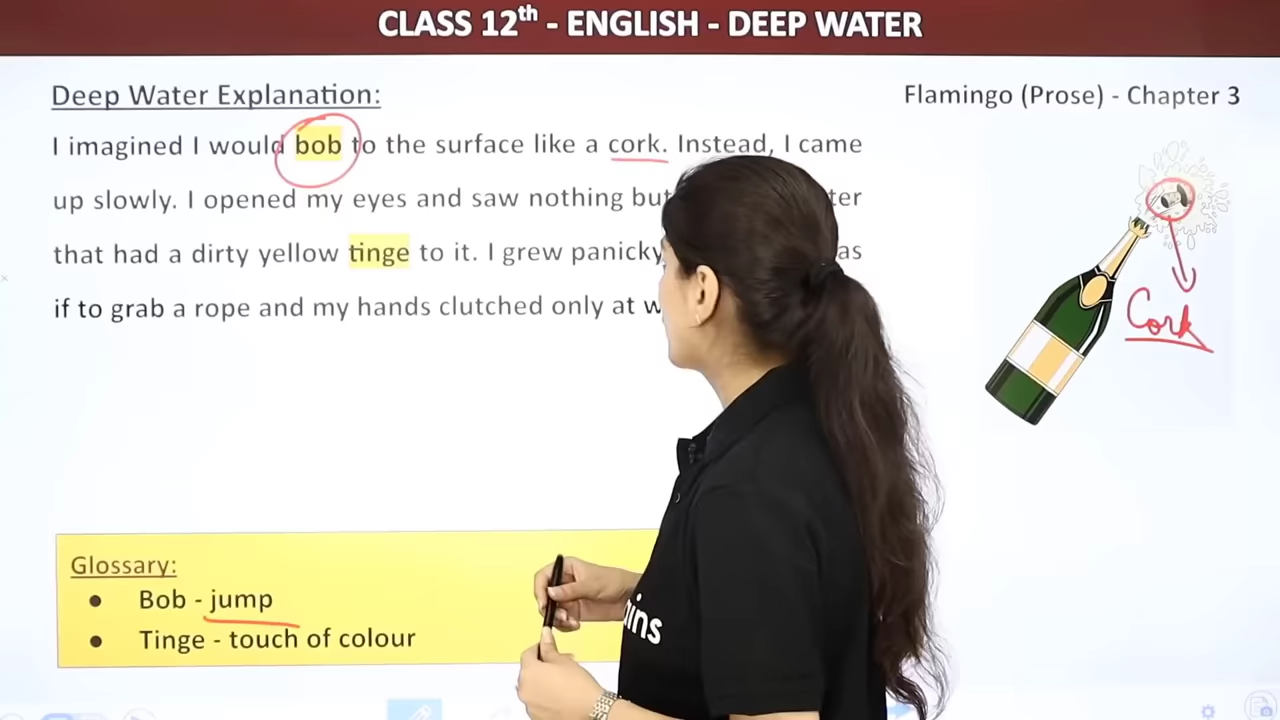 CLASS 12th - ENGLISH - DEEP WATER
Deep Water Explanation:
Flamingo (Prose) - Chapter 3
I imagined I would bob to the surface like a cork. Instead, I came
up slowly. I opened my eyes and saw nothing but
that had a dirty yellow tinge to it. I grew panicky as
if to grab a rope and my hands clutched only at
Cork
Glossary:
● Bob - jump
● Tinge - touch of colour